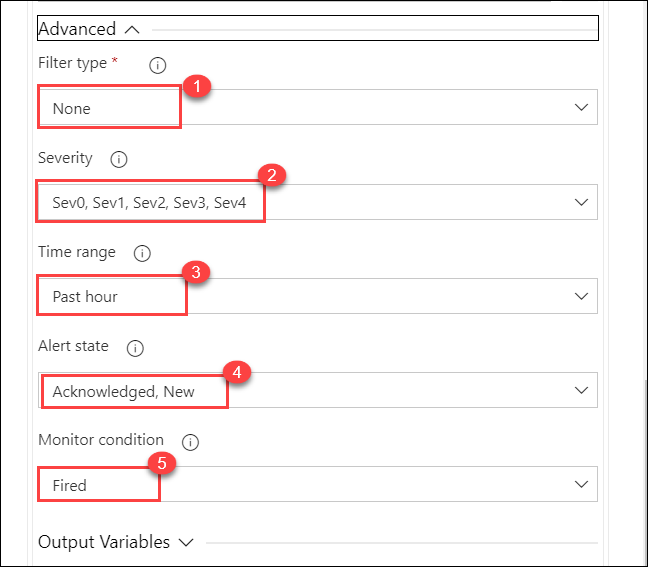 Advanced
Filter type *
1
None
Severity
2
Sev0, Sev1, Sev2, Sev3, Sev4
Time range
3
Past hour
Alert state
4
Acknowledged, New
Monitor condition
5
Fired
Output Variables